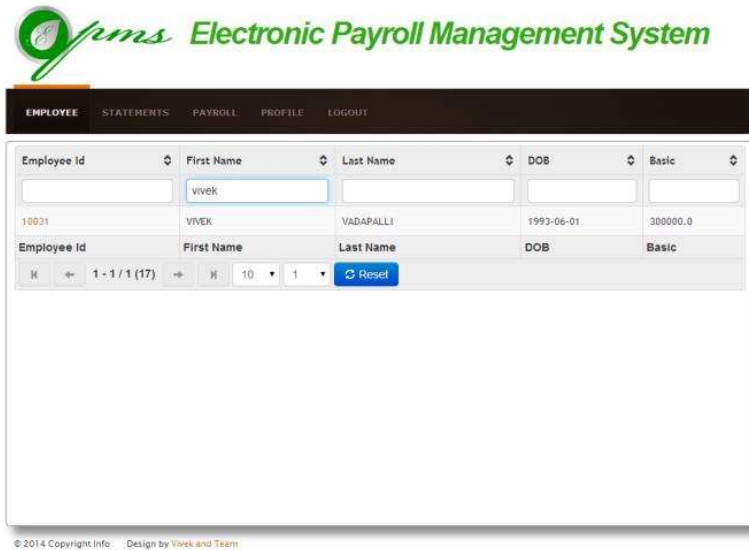 epms Electronic Payroll Management System
EMPLOYEE STATEMENTS PAYROLL PROFILE LOGOUT
Employee Id First Name Last Name DOB Basic
vivek
10031 VIVEK VADAPALLI 1993-06-01 300000.0
Employee Id First Name Last Name DOB Basic
1 - 1 / 1 (17) 10 1 Reset
© 2014 Copyright Info Design by Vivek and Team